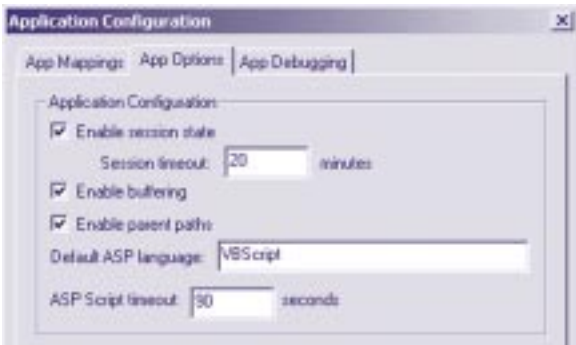 Application Configuration
App Mappings App Options App Debugging
Application Configuration
Enable session state
Session timeout: 20 minutes
Enable buffering
Enable parent paths
Default ASP language: VBScript
ASP Script timeout: 90 seconds